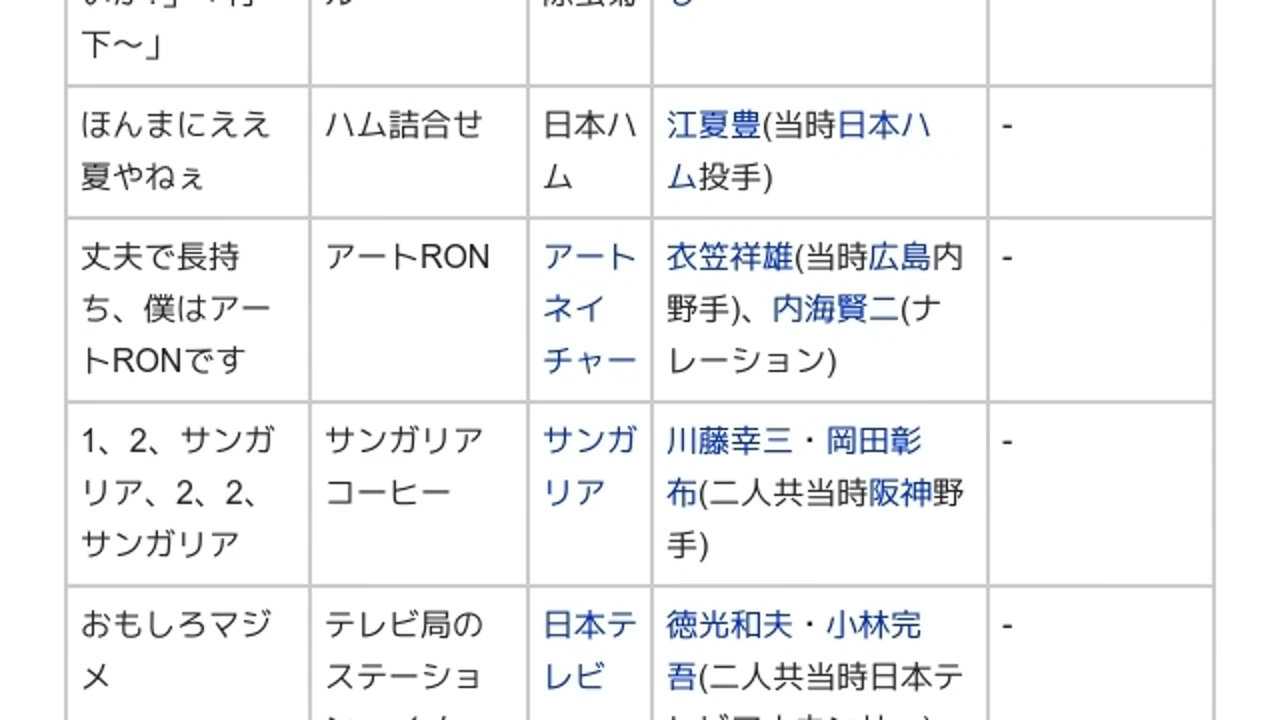 下〜」
ほんまにええ
夏やねぇ
ハム詰合せ
日本ハ
ム
江夏豊(当時日本ハ
ム投手)
-
丈夫で長持
ち、僕はアー
トRONです
アートRON
アート
ネイ
チャー
衣笠祥雄(当時広島内
野手)、内海賢二(ナ
レーション)
-
1、2、サンガ
リア、2、2、
サンガリア
サンガリア
コーヒー
サンガ
リア
川藤幸三・岡田彰
布(二人共当時阪神野
手)
-
おもしろマジ
メ
テレビ局の
ステーショ
日本テ
レビ
徳光和夫・小林完
吾(二人共当時日本テ
-